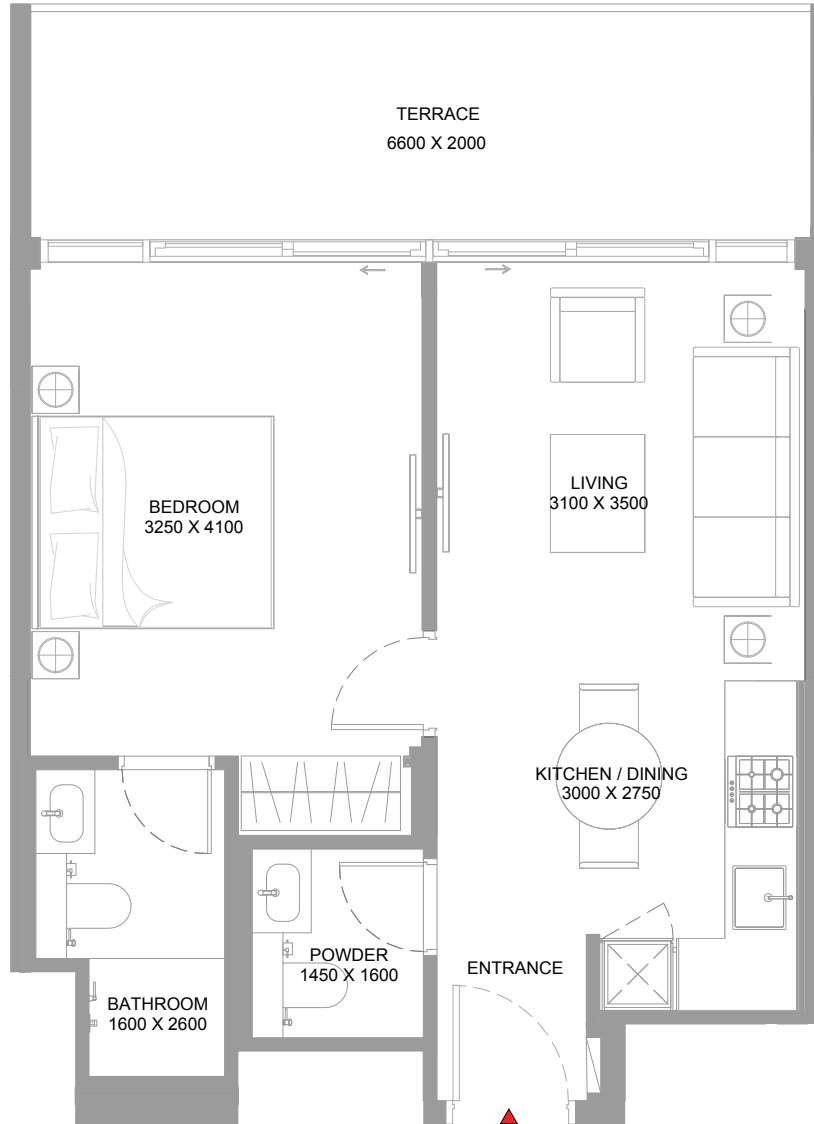 TERRACE
6600 X 2000
BEDROOM
3250 X 4100
LIVING
3100 X 3500
KITCHEN / DINING
3000 X 2750
POWDER
1450 X 1600
ENTRANCE
BATHROOM
1600 X 2600